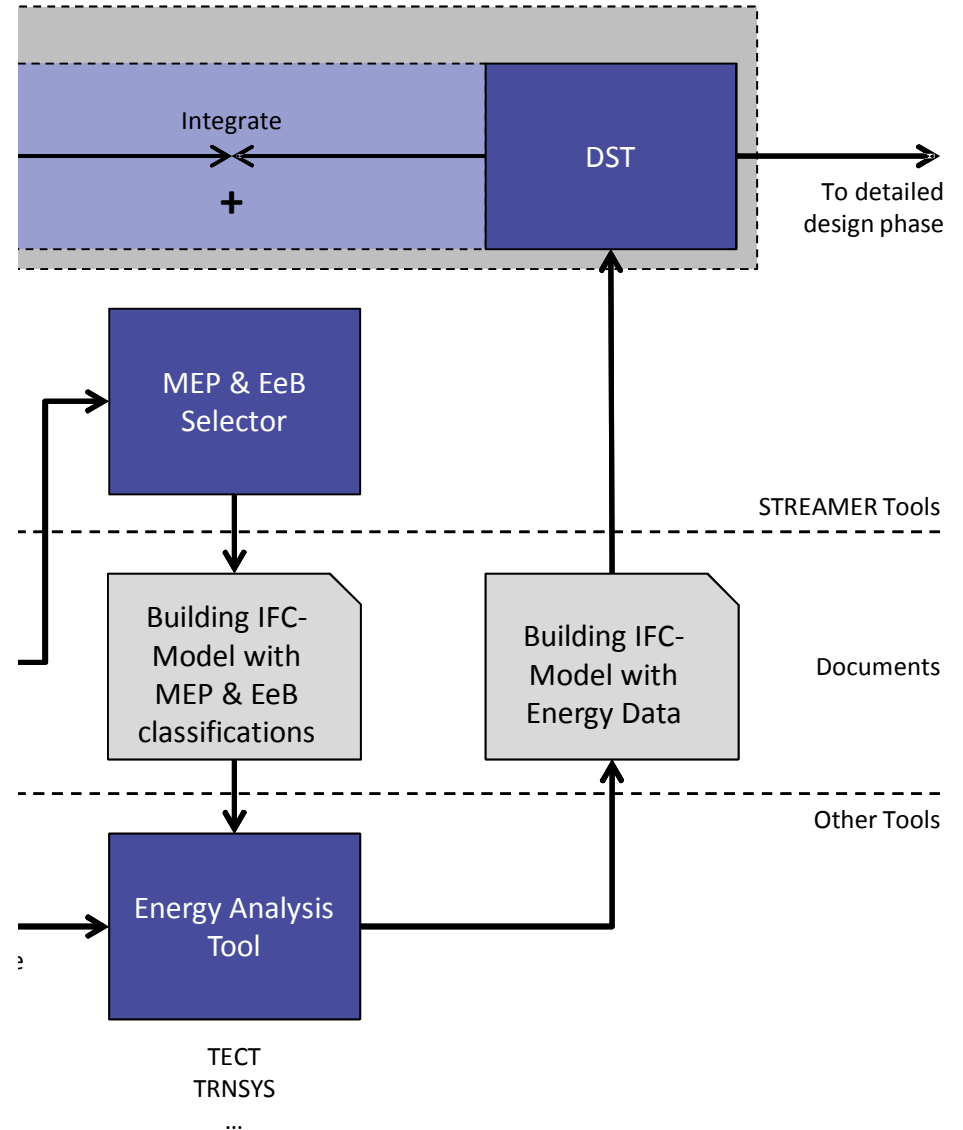 Integrate
+
DST
To detailed
design phase
MEP & EeB
Selector
STREAMER Tools
Building IFC-
Model with
MEP & EeB
classifications
Building IFC-
Model with
Energy Data
Documents
Other Tools
Energy Analysis
Tool
e
TECT
TRNSYS
...